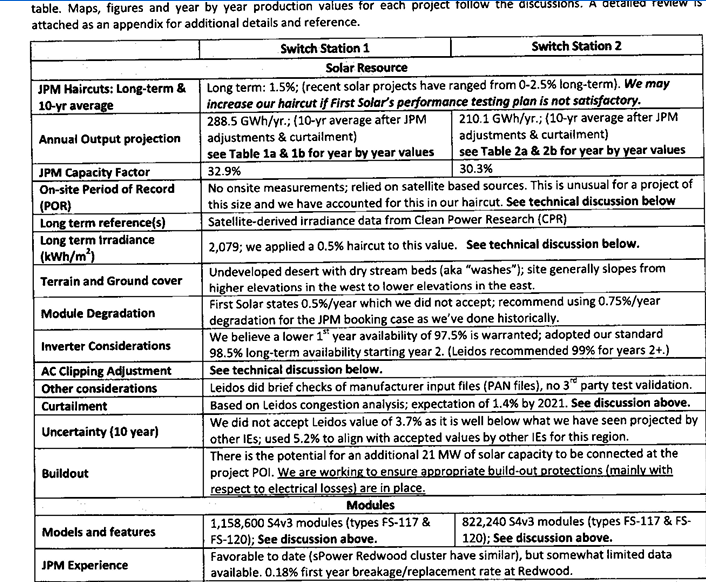 table. Maps, figures and year by year production values for each project follow the discussions. A detailed review is
attached as an appendix for additional details and reference.
Switch Station 1
Switch Station 2
Solar Resource
JPM Haircuts: Long-term &
10-yr average
Long term: 1.5%; (recent solar projects have ranged from 0-2.5% long-term). We may
increase our haircut if First Solar's performance testing plan is not satisfactory.
Annual Output projection
288.5 GWh/yr.; (10-yr average after JPM
adjustments & curtailment)
see Table 1a & 1b for year by year values
210.1 GWh/yr.; (10-yr average after JPM
adjustments & curtailment)
see Table 2a & 2b for year by year values
JPM Capacity Factor
32.9%
30.3%
On-site Period of Record
(POR)
No onsite measurements; relied on satellite based sources. This is unusual for a project of
this size and we have accounted for this in our haircut. See technical discussion below
Long term reference(s)
Satellite-derived irradiance data from Clean Power Research (CPR)
Long term Irradiance
(kWh/m²)
2,079; we applied a 0.5% haircut to this value. See technical discussion below.
Terrain and Ground cover
Undeveloped desert with dry stream beds (aka "washes"); site generally slopes from
higher elevations in the west to lower elevations in the east.
Module Degradation
First Solar states 0.5%/year which we did not accept; recommend using 0.75%/year
degradation for the JPM booking case as we've done historically.
Inverter Considerations
We believe a lower 1st year availability of 97.5% is warranted; adopted our standard
98.5% long-term availability starting year 2. (Leidos recommended 99% for years 2+.)
AC Clipping Adjustment
See technical discussion below.
Other considerations
Leidos did brief checks of manufacturer input files (PAN files), no 3rd party test validation.
Curtailment
Based on Leidos congestion analysis; expectation of 1.4% by 2021. See discussion above.
Uncertainty (10 year)
We did not accept Leidos value of 3.7% as it is well below what we have seen projected by
other IEs; used 5.2% to align with accepted values by other IEs for this region.
Buildout
There is the potential for an additional 21 MW of solar capacity to be connected at the
project POI. We are working to ensure appropriate build-out protections (mainly with
respect to electrical losses) are in place.
Modules
Models and features
1,158,600 S4v3 modules (types FS-117 &
FS-120); See discussion above.
822,240 S4v3 modules (types FS-117 & FS-
120); See discussion above.
JPM Experience
Favorable to date (sPower Redwood cluster have similar), but somewhat limited data
available. 0.18% first year breakage/replacement rate at Redwood.